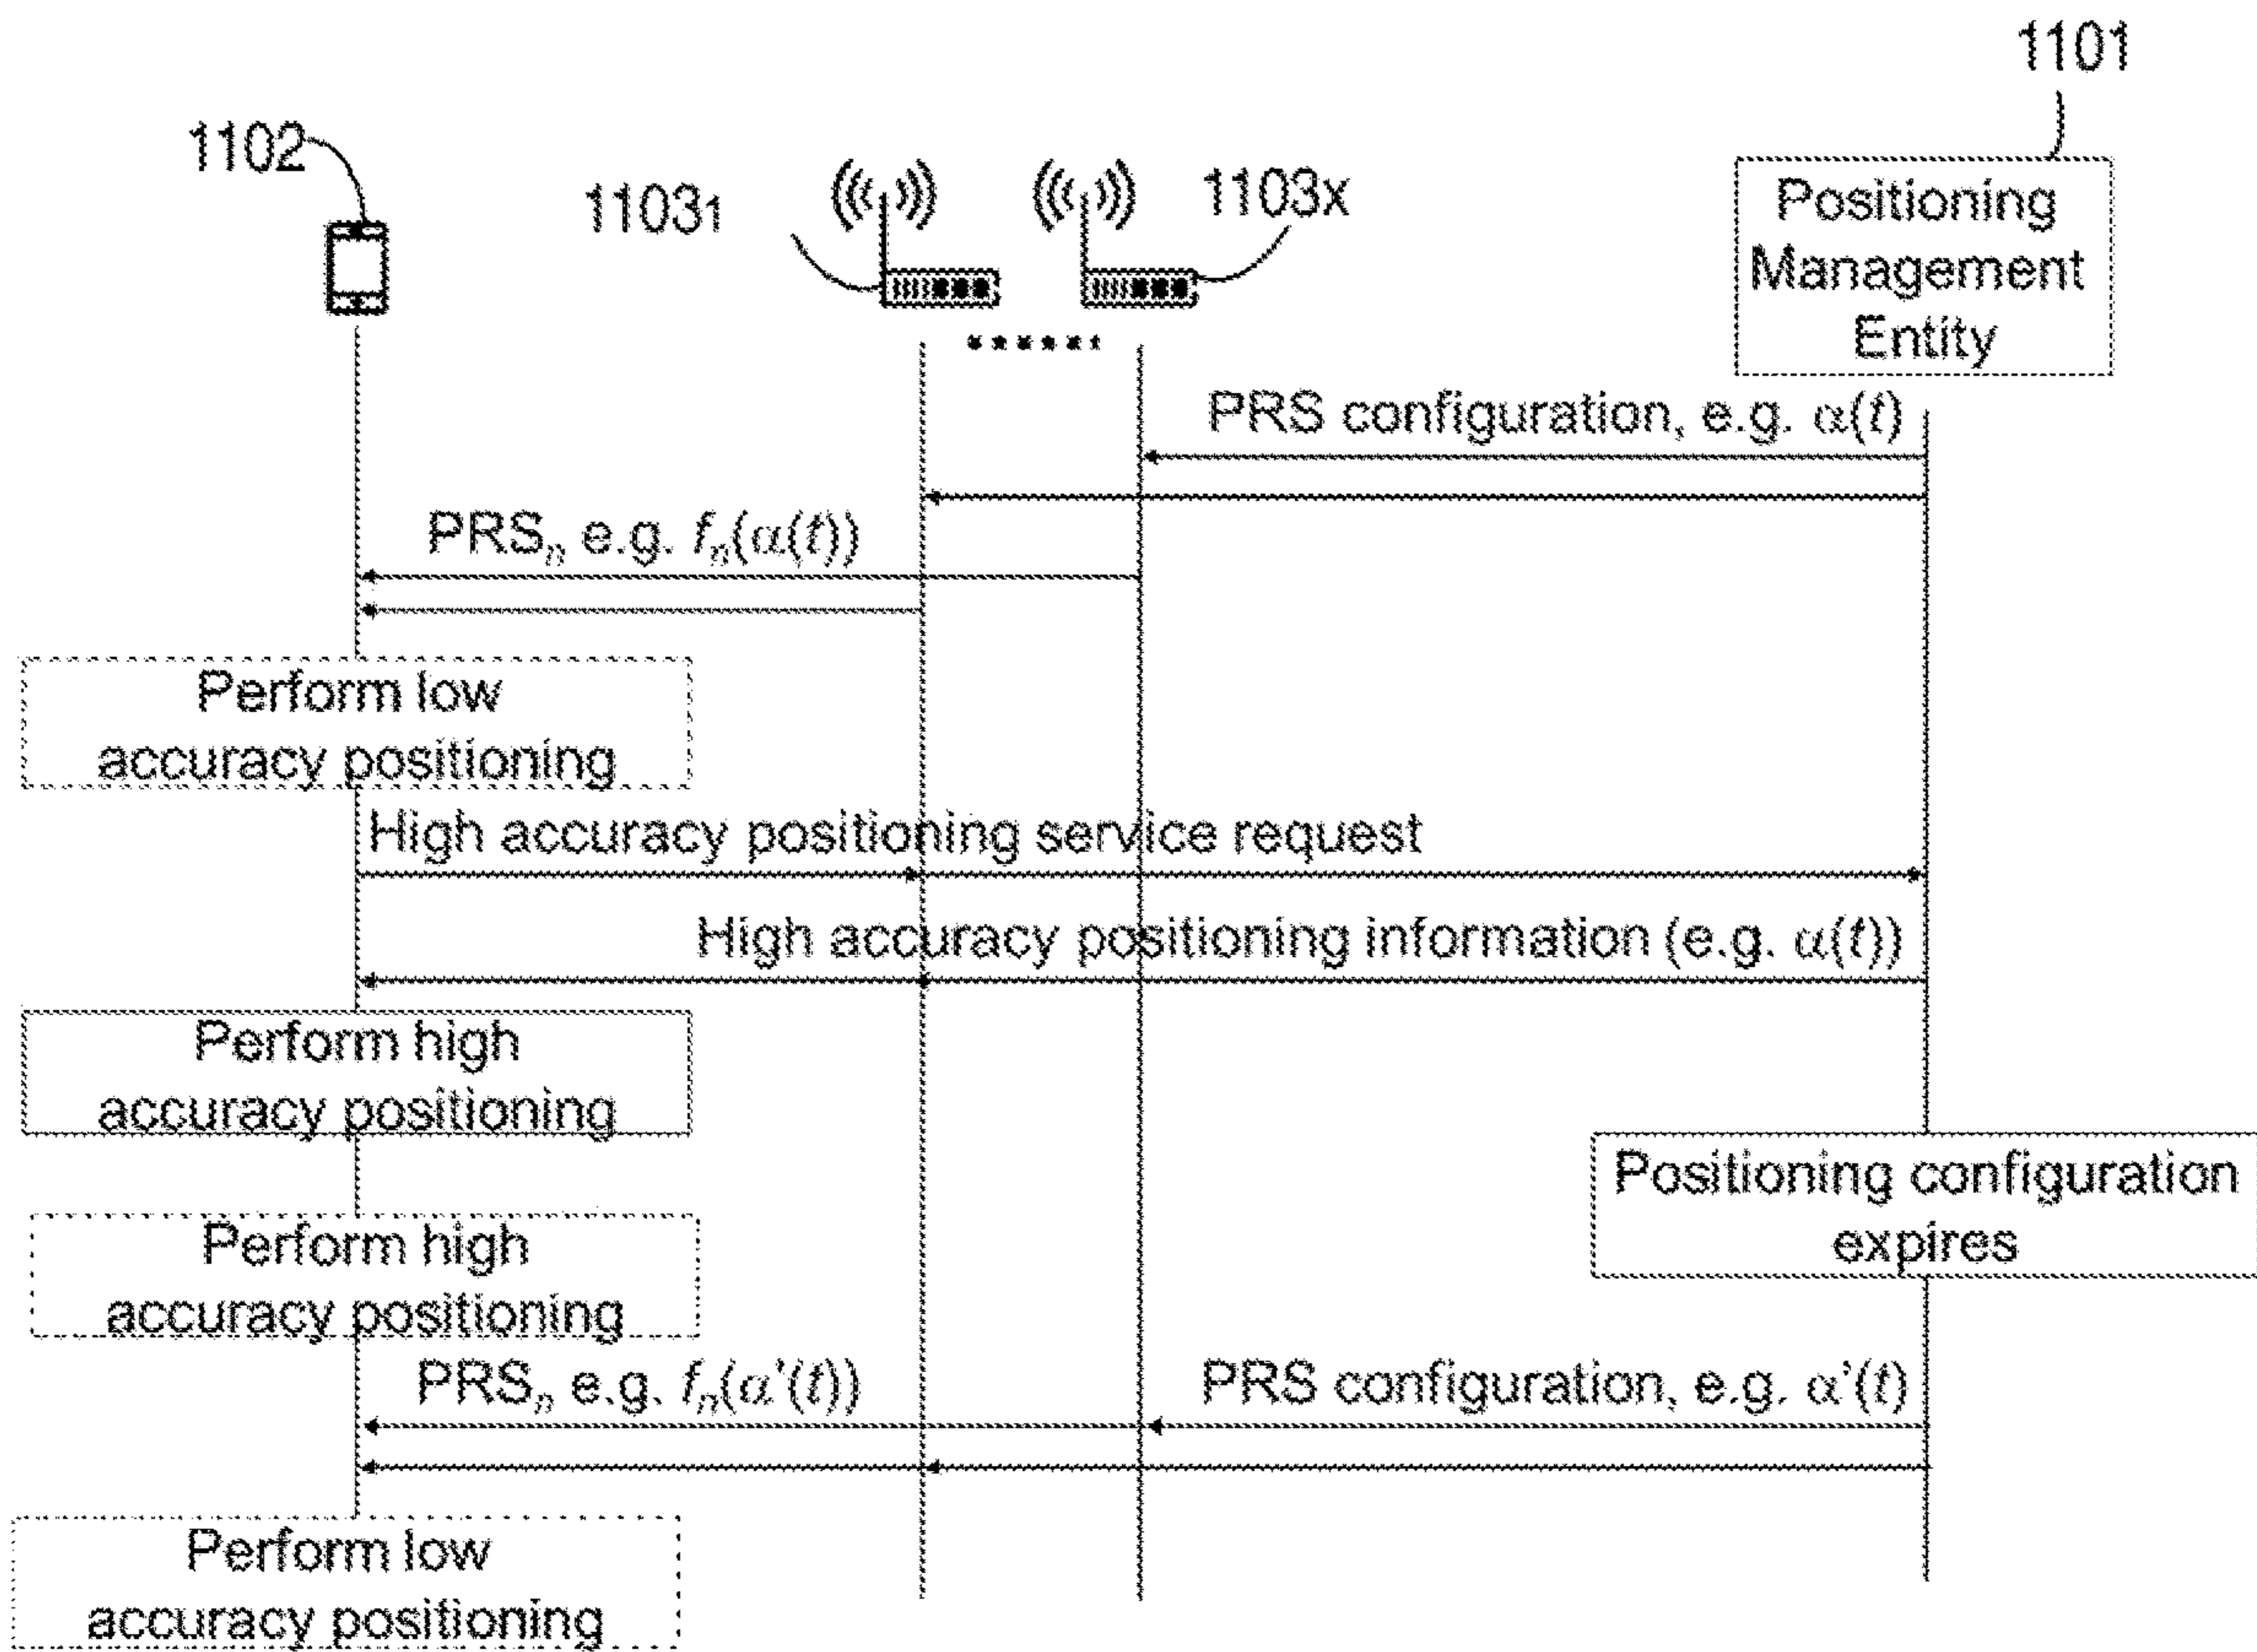 1101
1102
1103₁
1103x
Positioning
Management
Entity
PRS configuration, e.g. α(t)
PRSₙ e.g. fₙ(α(t))
Perform low
accuracy positioning
High accuracy positioning service request
High accuracy positioning information (e.g. α(t))
Perform high
accuracy positioning
Positioning configuration
expires
Perform high
accuracy positioning
PRSₙ e.g. fₙ(α'(t))
PRS configuration, e.g. α'(t)
Perform low
accuracy positioning